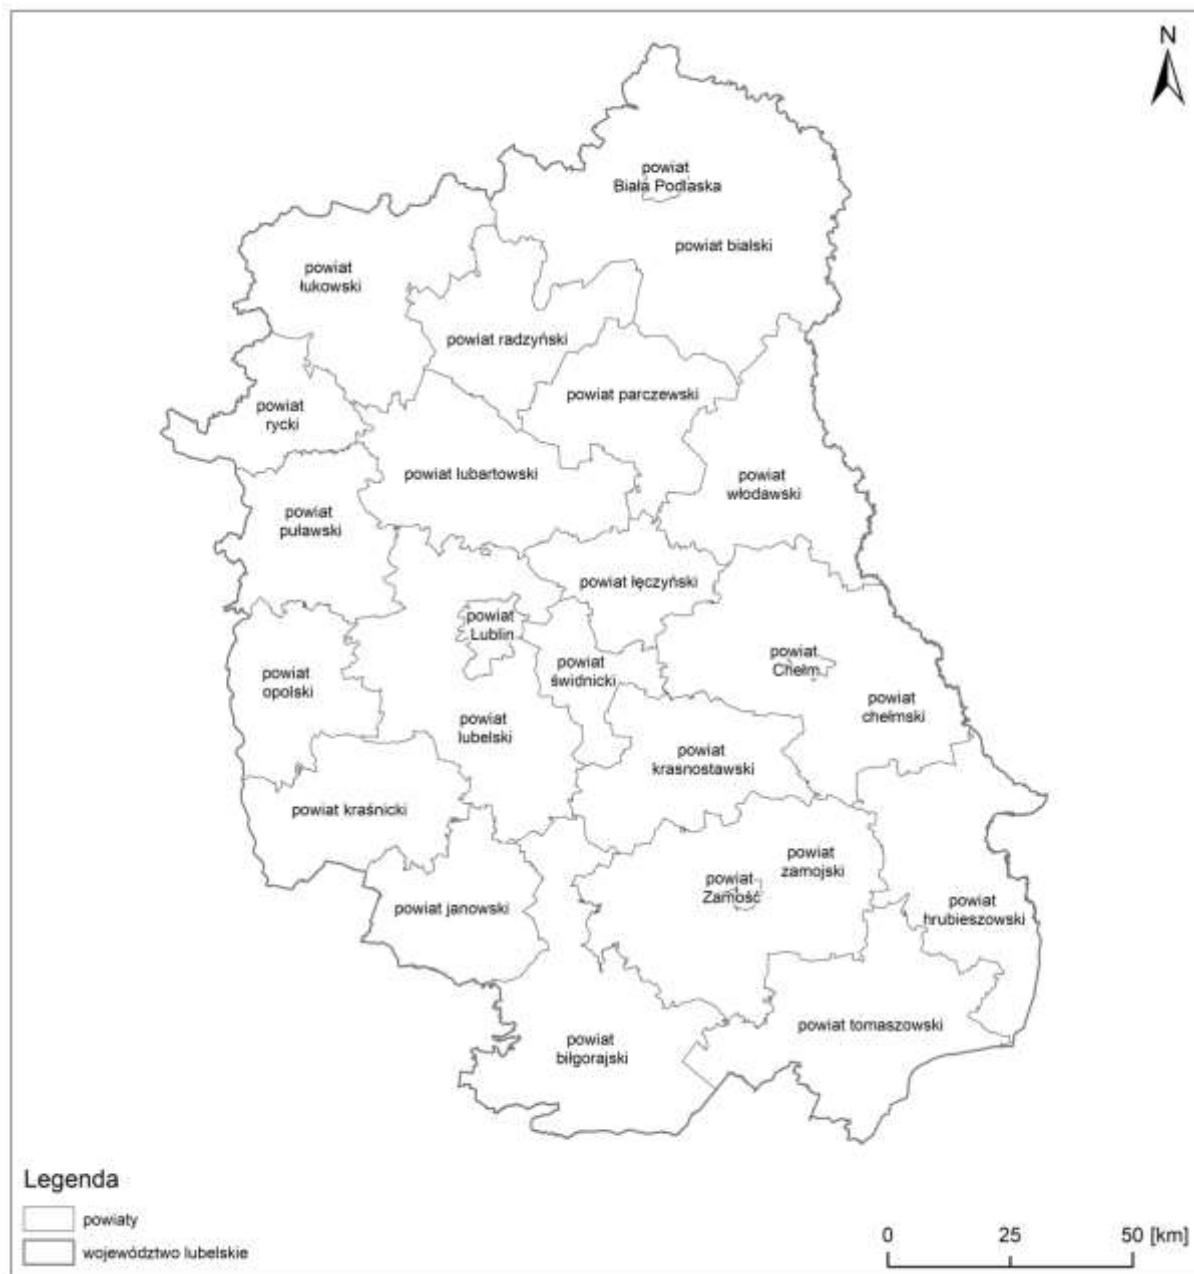 N
powiat
Biała Podlaska
powiat bialski
powiat
łukowski
powiat radzyński
powiat parczewski
powiat
rycki
powiat lubartowski
powiat
włodawski
powiat
puławski
powiat łęczyński
powiat
Lublin
powiat
świdnicki
powiat
Chełm
powiat
opolski
powiat
chełmski
powiat
lubelski
powiat
krasnostawski
powiat kraśnicki
powiat
zamojski
powiat
Zamość
powiat janowski
powiat
hrubieszowski
powiat tomaszowski
powiat
biłgorajski
Legenda
powiaty
województwo lubelskie
0 25 50 [km]